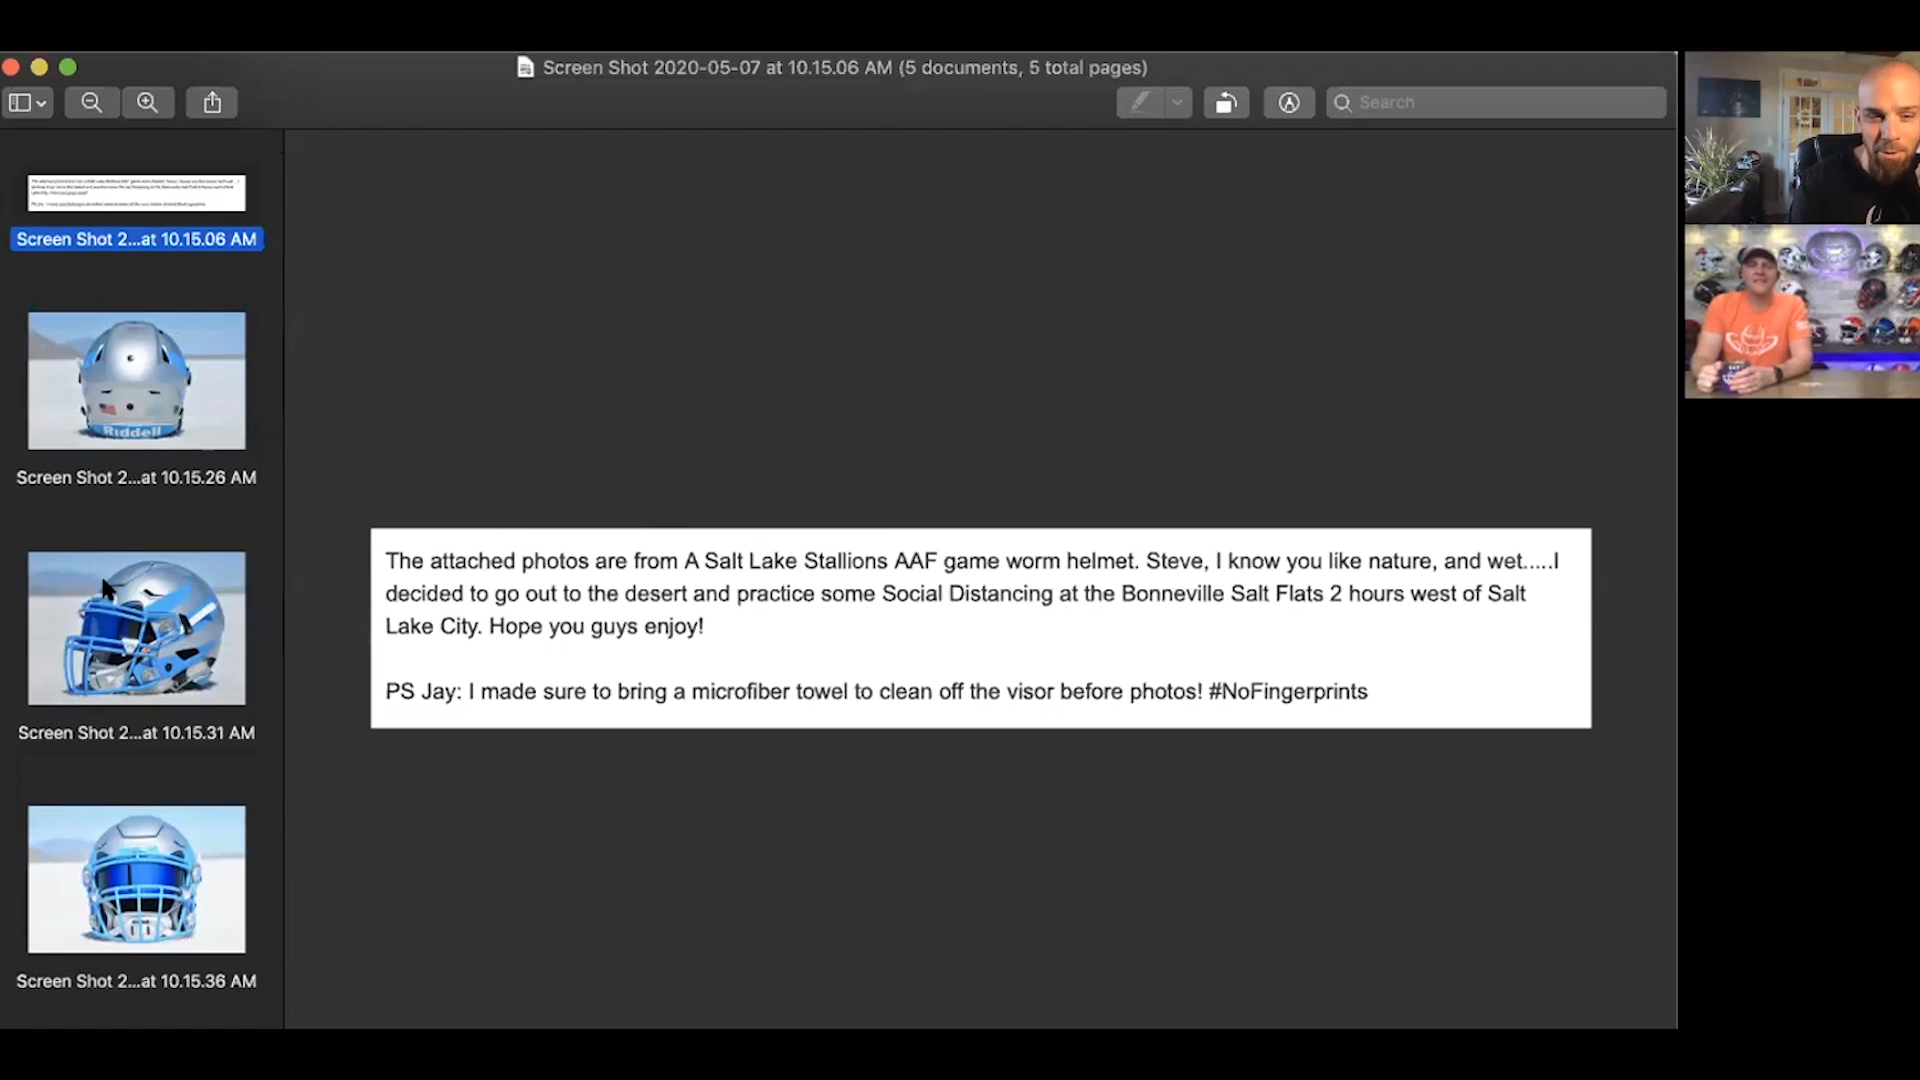 Screen Shot 2020-05-07 at 10.15.06 AM (5 documents, 5 total pages)
Search
Screen Shot 2...at 10.15.06 AM
Riddell
Screen Shot 2...at 10.15.26 AM
Screen Shot 2...at 10.15.31 AM
Screen Shot 2...at 10.15.36 AM
The attached photos are from A Salt Lake Stallions AAF game worm helmet. Steve, I know you like nature, and wet.....I
decided to go out to the desert and practice some Social Distancing at the Bonneville Salt Flats 2 hours west of Salt
Lake City. Hope you guys enjoy!
PS Jay: I made sure to bring a microfiber towel to clean off the visor before photos! #NoFingerprints